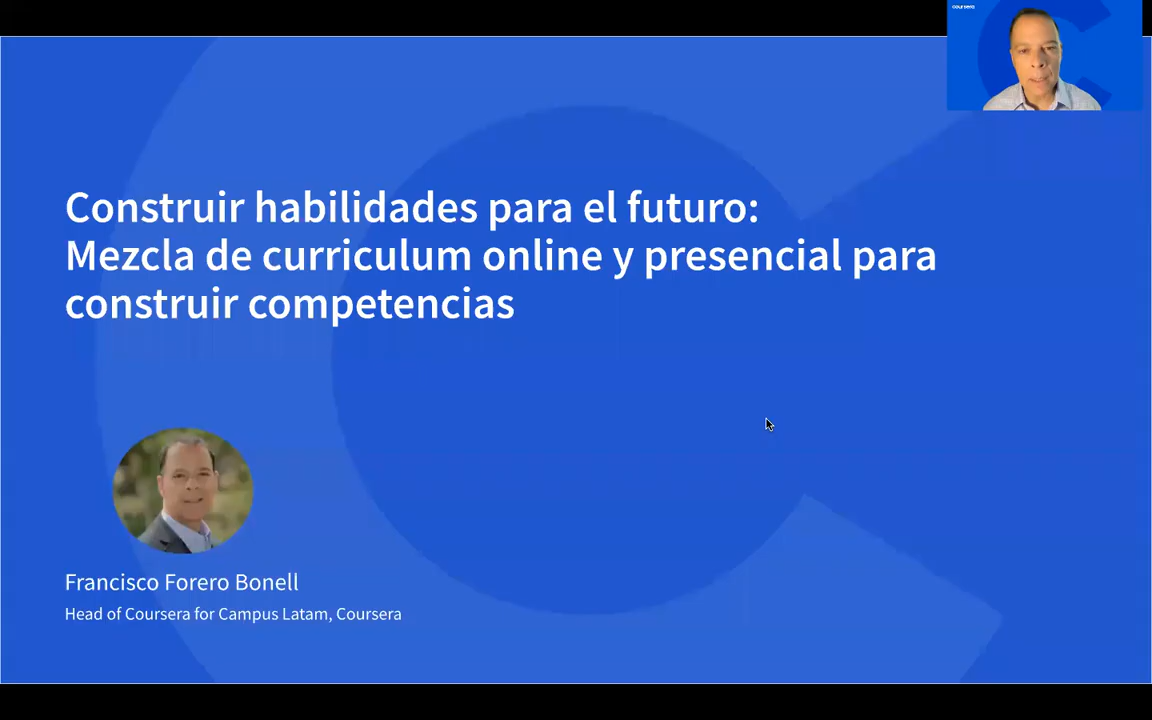 coursera
Construir habilidades para el futuro:
Mezcla de curriculum online y presencial para
construir competencias
Francisco Forero Bonell
Head of Coursera for Campus Latam, Coursera